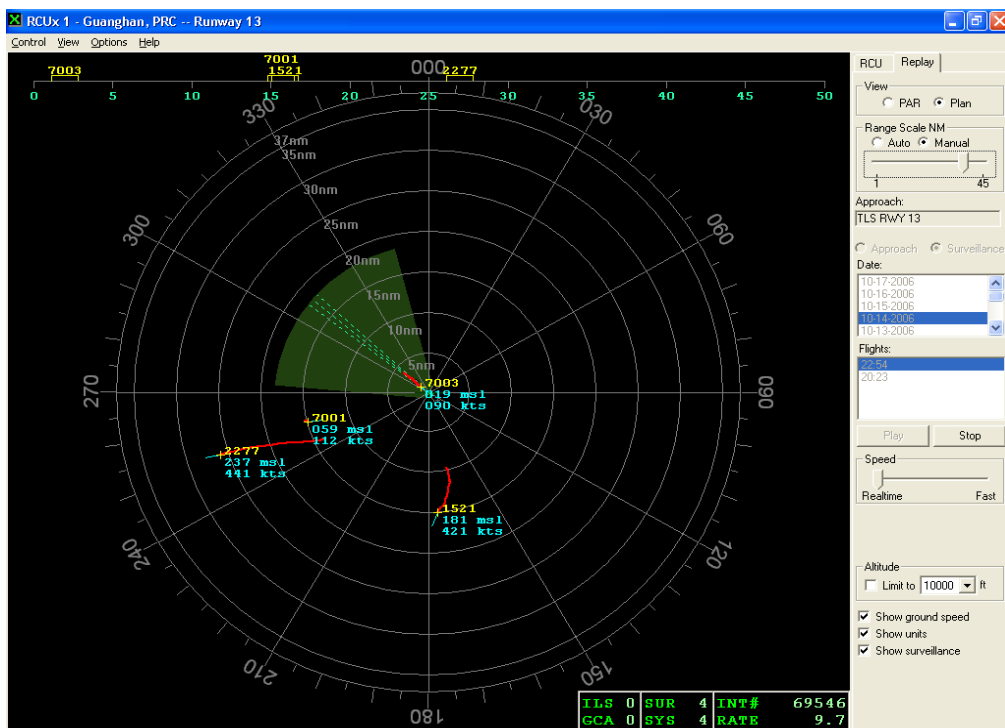 RCUx 1 - Guanghan, PRC -- Runway 13
Control View Options Help
7003
7001
1521
2277
0 5 10 15 20 25 30 35 40 45 50
000
030
060
090
120
150
180
210
240
270
300
330
37nm
35nm
30nm
25nm
20nm
15nm
10nm
5nm
7003
019 msl
090 kts
7001
059 msl
112 kts
2277
237 msl
441 kts
1521
181 msl
421 kts
ILS 0 SUR 4 INT# 69546
GCA 0 SYS 4 RATE 9.7
RCU Replay
View
PAR Plan
Range Scale NM
Auto Manual
1 45
Approach:
TLS RWY 13
Approach Surveillance
Date:
10-17-2006
10-16-2006
10-15-2006
10-14-2006
10-13-2006
Flights:
22:54
20:23
Play Stop
Speed
Realtime Fast
Altitude
Limit to 10000 ft
Show ground speed
Show units
Show surveillance